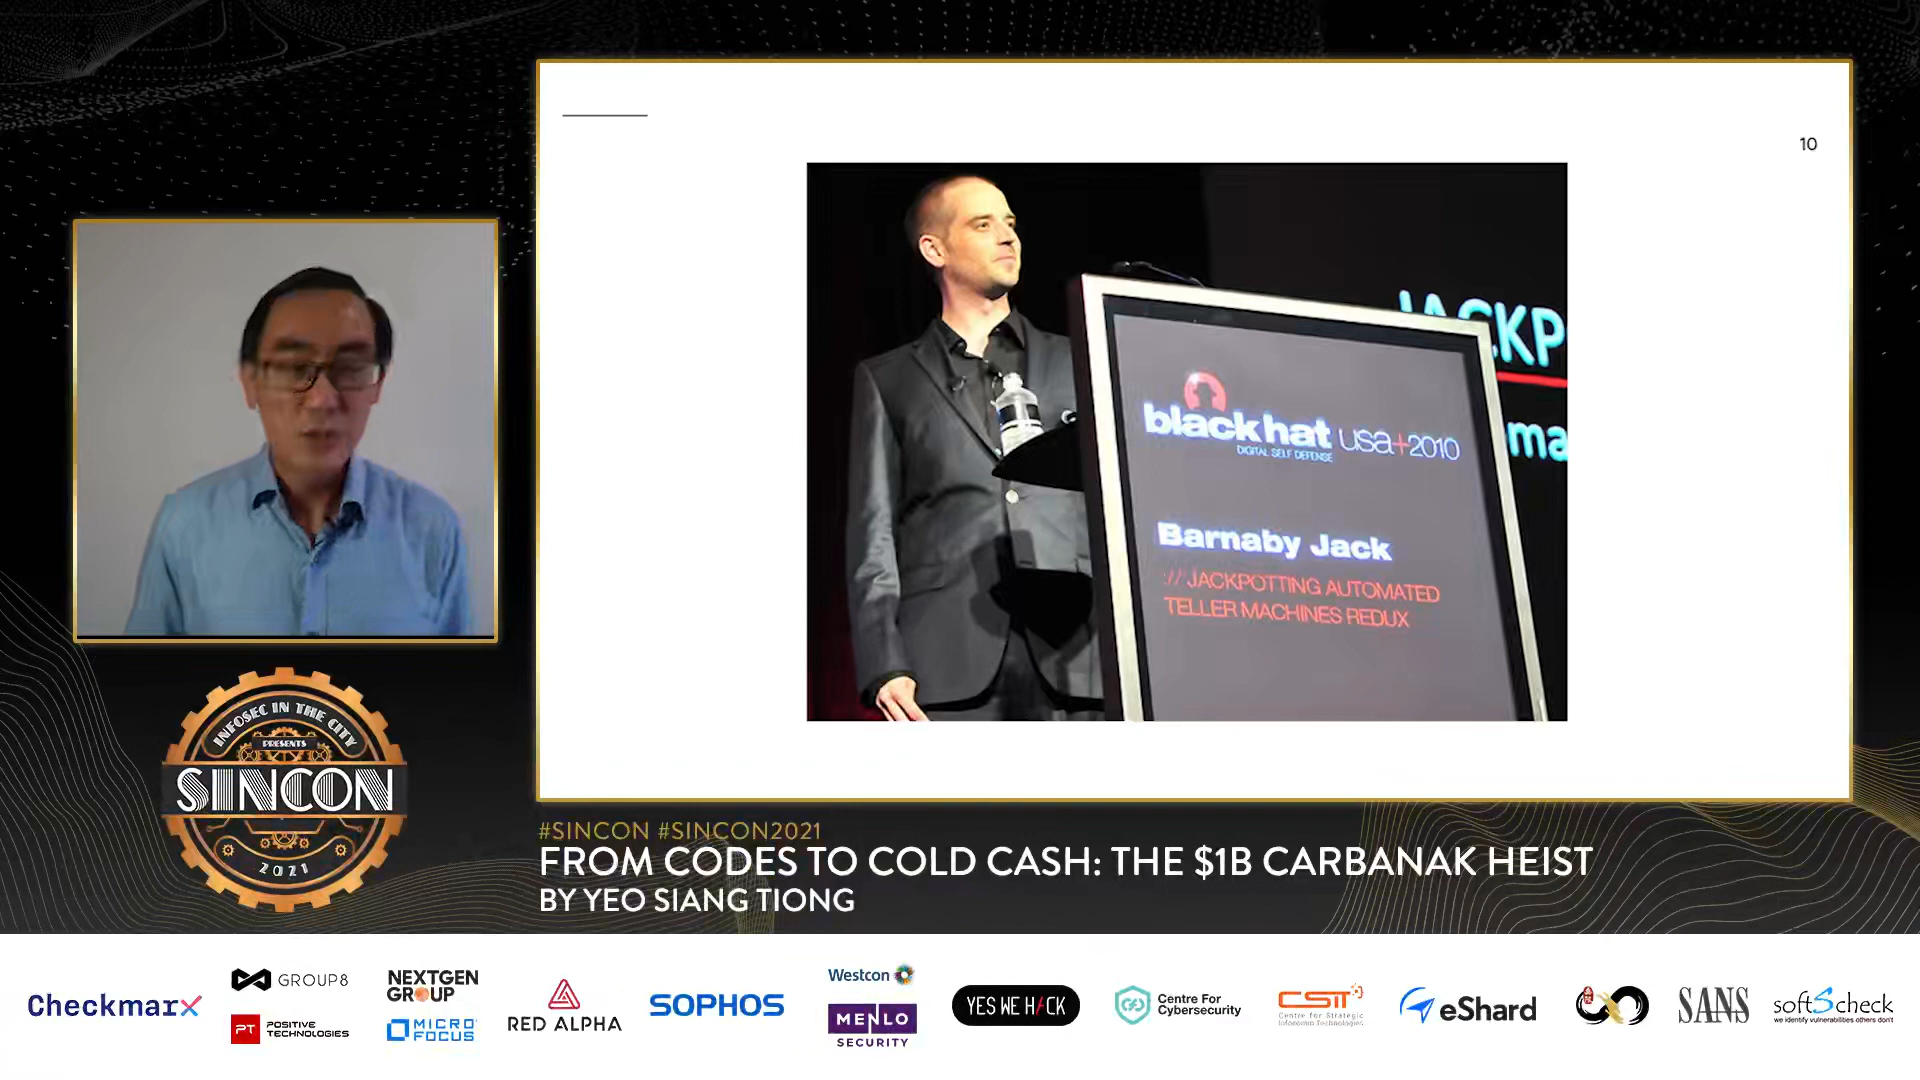 10
JACKP
ma
blackhat usa+2010
DIGITAL SELF DEFENSE
Barnaby Jack
:// JACKPOTTING AUTOMATED
TELLER MACHINES REDUX
INFOSEC IN THE CITY
PRESENTS
SINCON
2021
#SINCON #SINCON2021
FROM CODES TO COLD CASH: THE $1B CARBANAK HEIST
BY YEO SIANG TIONG
Checkmarx
GROUP8
PT POSITIVE
TECHNOLOGIES
NEXTGEN
GROUP
MICRO
FOCUS
RED ALPHA
SOPHOS
Westcon
MENLO
SECURITY
YES WE H/CK
Centre For
Cybersecurity
CSIT
Centre for Strategic
Infocomm Technologies
eShard
SANS
softScheck
we identify vulnerabilities others don't